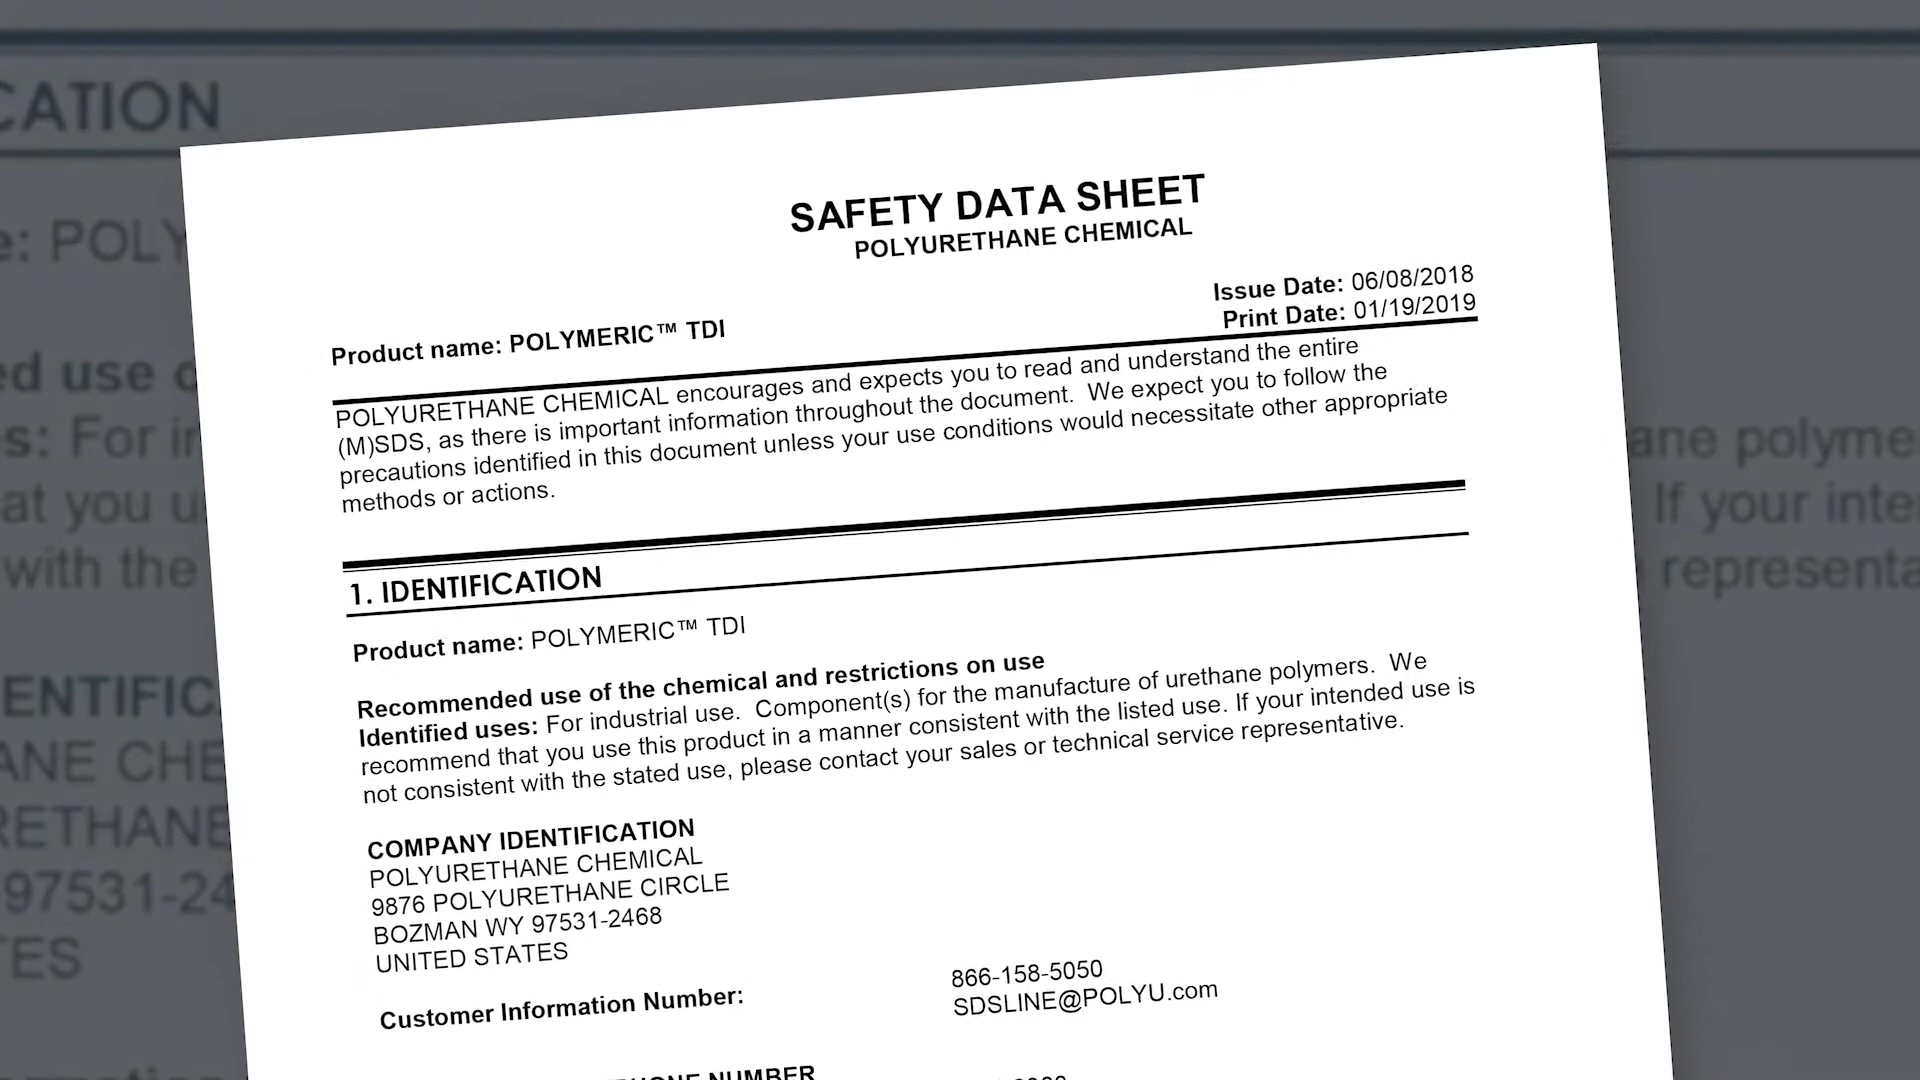 SAFETY DATA SHEET
POLYURETHANE CHEMICAL
Issue Date: 06/08/2018
Print Date: 01/19/2019
Product name: POLYMERIC™ TDI
POLYURETHANE CHEMICAL encourages and expects you to read and understand the entire
(M)SDS, as there is important information throughout the document.  We expect you to follow the
precautions identified in this document unless your use conditions would necessitate other appropriate
methods or actions.
1. IDENTIFICATION
Product name: POLYMERIC™ TDI
Recommended use of the chemical and restrictions on use
Identified uses: For industrial use.  Component(s) for the manufacture of urethane polymers.  We
recommend that you use this product in a manner consistent with the listed use. If your intended use is
not consistent with the stated use, please contact your sales or technical service representative.
COMPANY IDENTIFICATION
POLYURETHANE CHEMICAL
9876 POLYURETHANE CIRCLE
BOZMAN WY 97531-2468
UNITED STATES
Customer Information Number:
866-158-5050
SDSLINE@POLYU.com
NUMBER